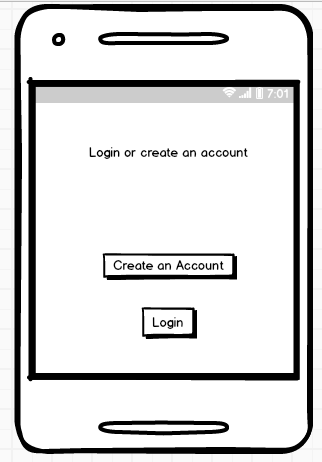 7:01
Login or create an account
Create an Account
Login